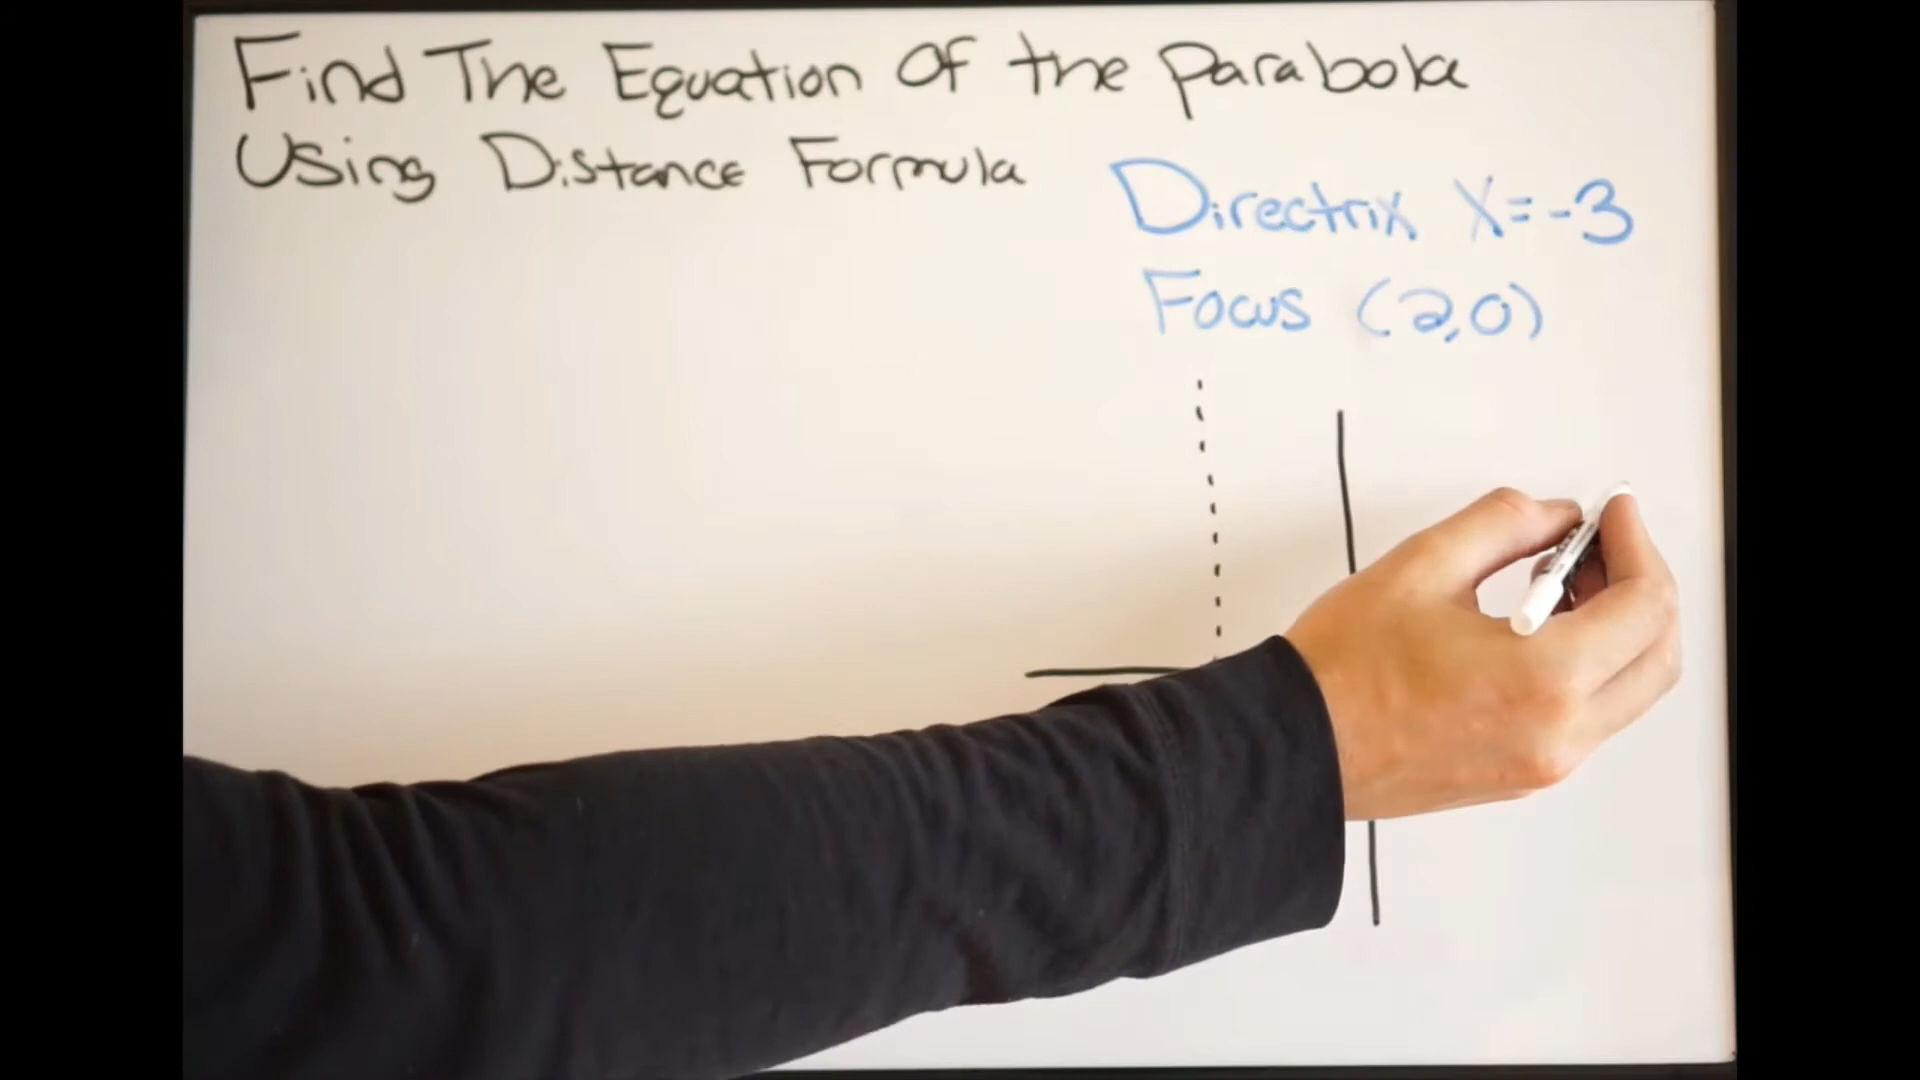 Find The Equation Of the Parabola
Using Distance Formula
Directrix X=-3
Focus (2,0)